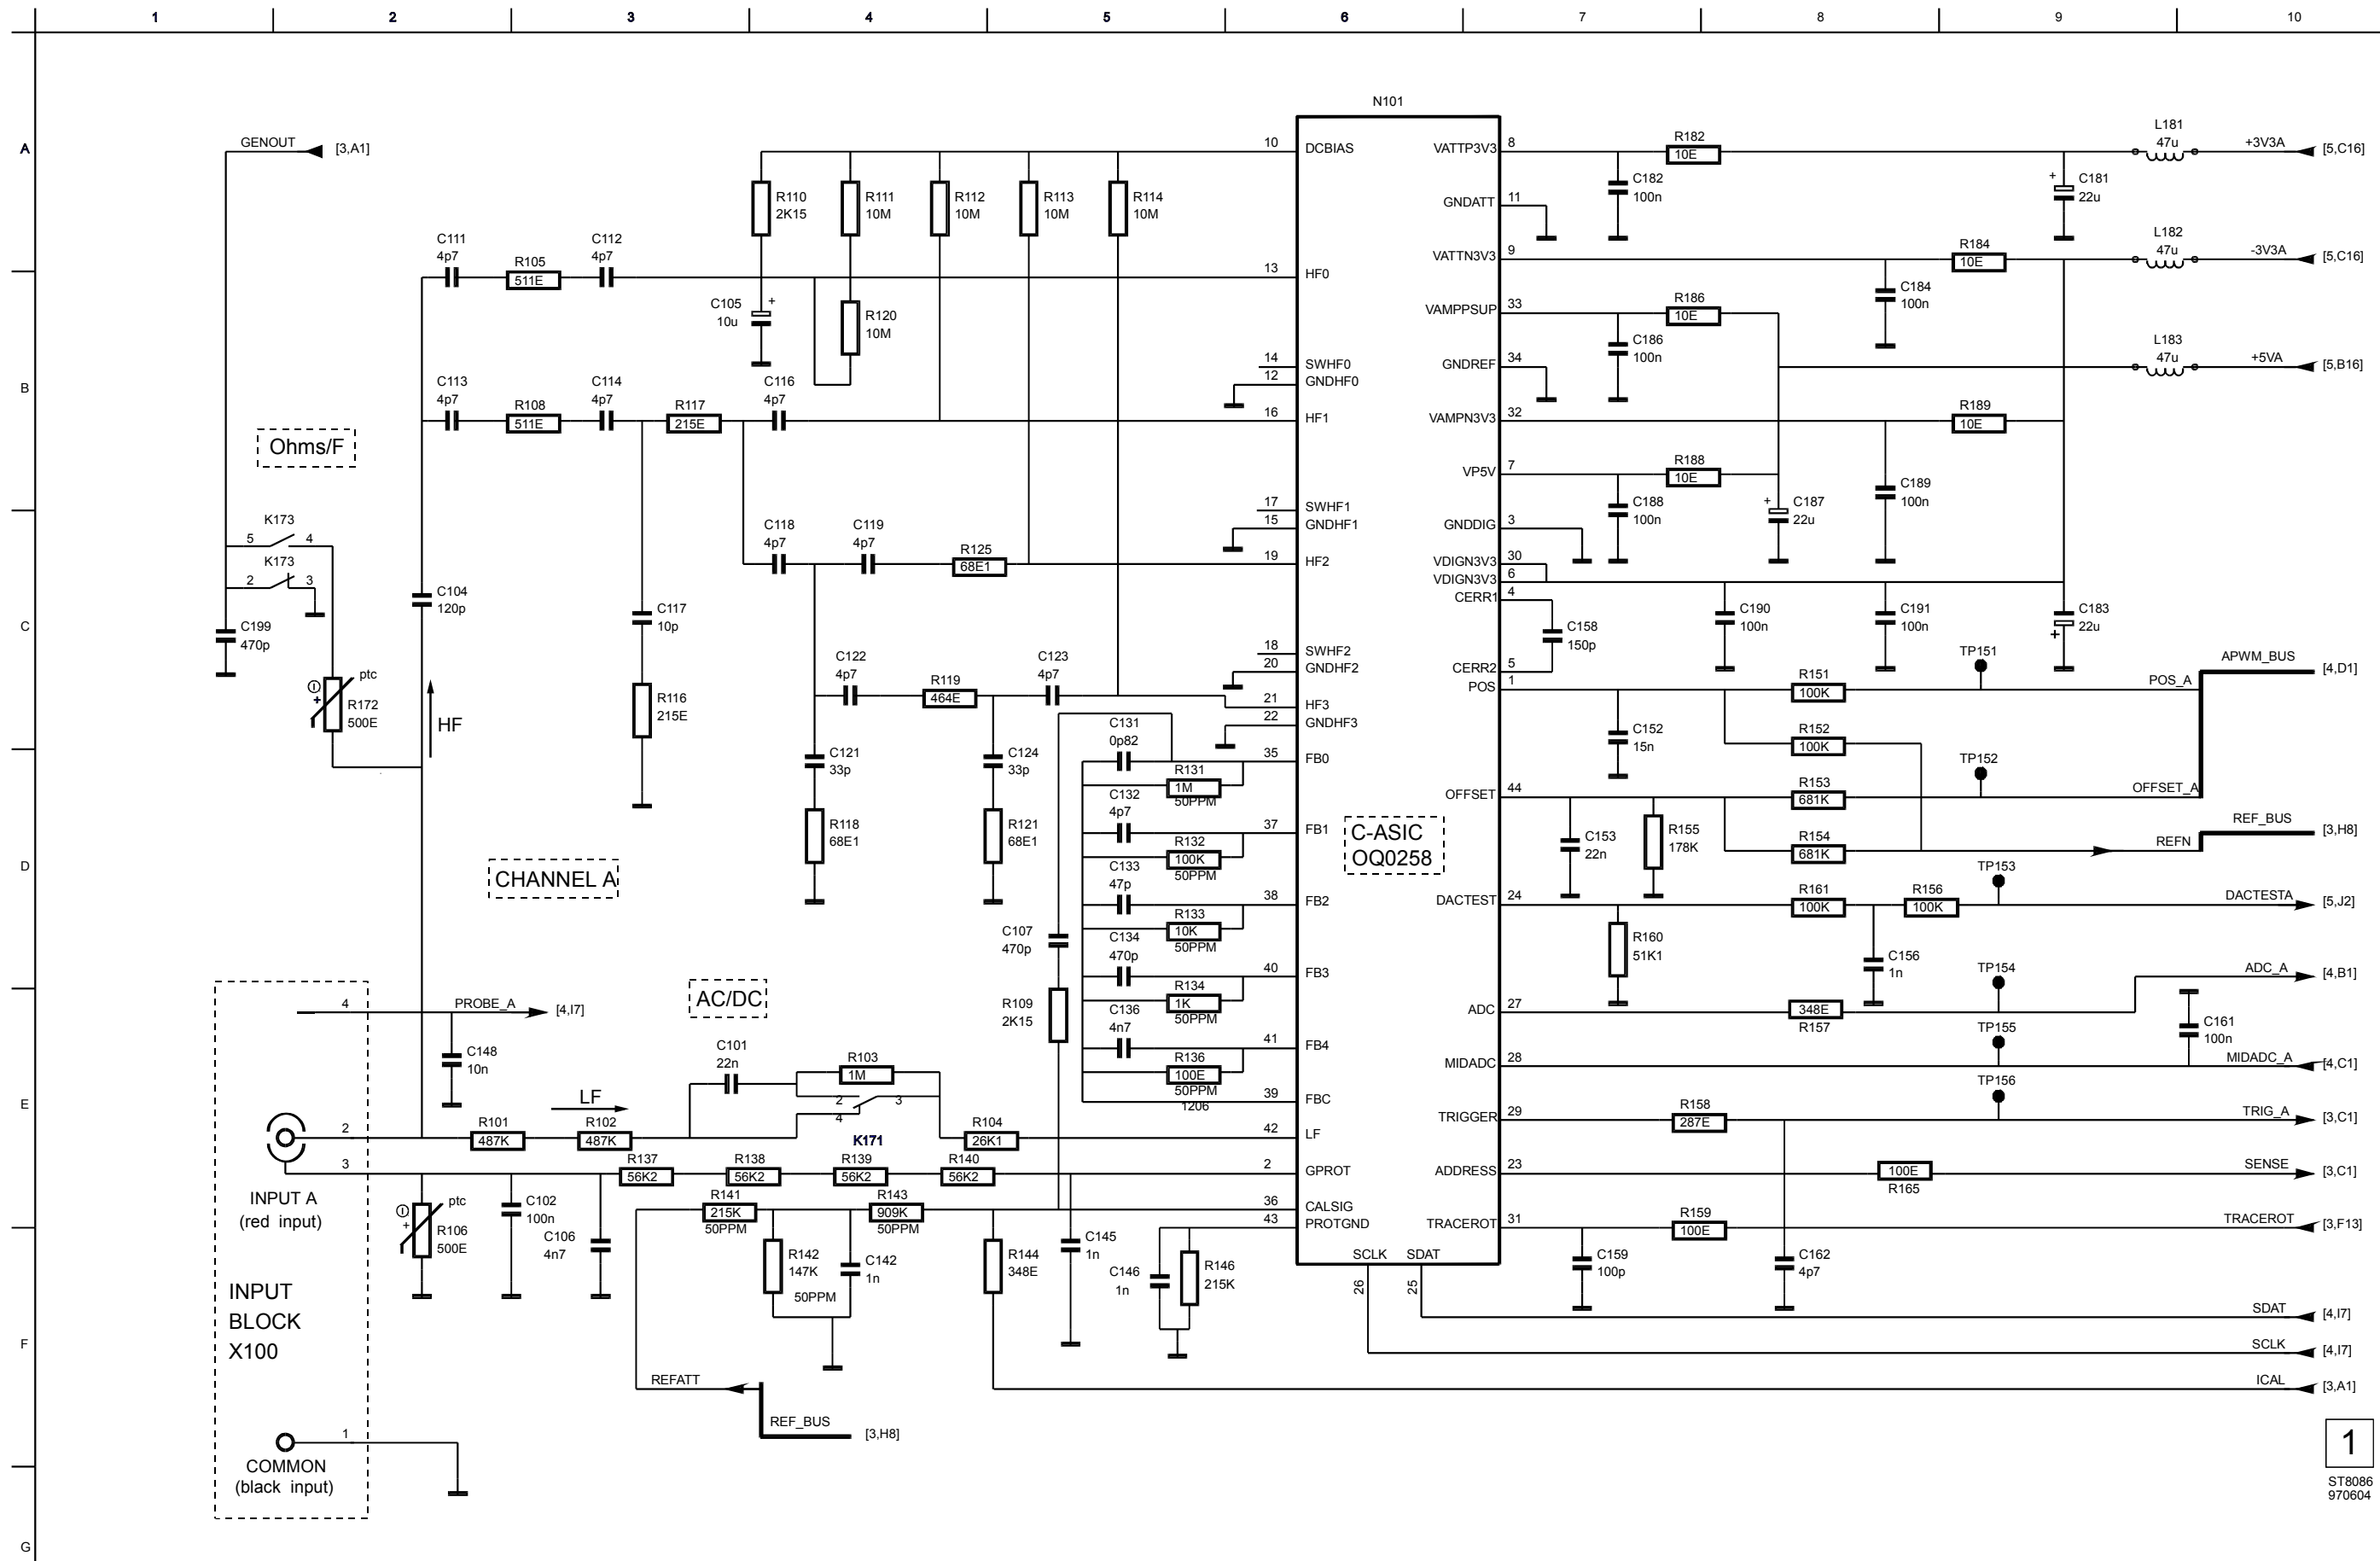 1 2 3 4 5 6 7 8 9 10
A
B
C
D
E
F
G
GENOUT [3,A1]
Ohms/F
K173
5 4
K173
2 3
C199
470p
ptc
R172
500E
HF
C104
120p
C111
4p7
R105
511E
C112
4p7
C113
4p7
R108
511E
C114
4p7
R117
215E
C116
4p7
R110
2K15
R111
10M
R112
10M
R113
10M
R114
10M
C105
10u
+
R120
10M
C118
4p7
C119
4p7
R125
68E1
C117
10p
R116
215E
C122
4p7
R119
464E
C123
4p7
C121
33p
C124
33p
R118
68E1
R121
68E1
CHANNEL A
C131
0p82
R131
1M
50PPM
C132
4p7
R132
100K
50PPM
C133
47p
R133
10K
50PPM
C134
470p
R134
1K
50PPM
C136
4n7
R136
100E
50PPM
1206
C107
470p
R109
2K15
AC/DC
4 PROBE_A [4,I7]
C148
10n
C101
22n
R103
1M
2 3
4
K171
LF
2
R101
487K
R102
487K
R104
26K1
3
R137
56K2
R138
56K2
R139
56K2
R140
56K2
INPUT A
(red input)
ptc
R106
500E
+
C102
100n
C106
4n7
R141
215K
50PPM
R143
909K
50PPM
R142
147K
50PPM
C142
1n
R144
348E
C145
1n
C146
1n
R146
215K
INPUT
BLOCK
X100
REFATT
REF_BUS [3,H8]
1
COMMON
(black input)
N101
C-ASIC
OQ0258
10 DCBIAS
13 HF0
14 SWHF0
12 GNDHF0
16 HF1
17 SWHF1
15 GNDHF1
19 HF2
18 SWHF2
20 GNDHF2
21 HF3
22 GNDHF3
35 FB0
37 FB1
38 FB2
40 FB3
41 FB4
39 FBC
42 LF
2 GPROT
36 CALSIG
43 PROTGND
SCLK SDAT
26 25
VATTP3V3 8
GNDATT 11
VATTN3V3 9
VAMPPSUP 33
GNDREF 34
VAMPN3V3 32
VP5V 7
GNDDIG 3
VDIGN3V3 30
VDIGN3V3 6
CERR1 4
CERR2 5
POS 1
OFFSET 44
DACTEST 24
ADC 27
MIDADC 28
TRIGGER 29
ADDRESS 23
TRACEROT 31
R182
10E
C182
100n
C181
22u
+
L181
47u
+3V3A [5,C16]
R184
10E
C184
100n
L182
47u
-3V3A [5,C16]
R186
10E
C186
100n
L183
47u
+5VA [5,B16]
R189
10E
C189
100n
R188
10E
C188
100n
C187
22u
+
C158
150p
C190
100n
C191
100n
C183
22u
+
TP151
APWM_BUS [4,D1]
R151
100K
POS_A
C152
15n
R152
100K
TP152
R153
681K
OFFSET_A
REF_BUS [3,H8]
C153
22n
R155
178K
R154
681K
REFN
TP153
R161
100K
R156
100K
DACTESTA [5,J2]
R160
51K1
C156
1n
TP154
ADC_A [4,B1]
348E
R157
TP155
C161
100n
MIDADC_A [4,C1]
TP156
R158
287E
TRIG_A [3,C1]
100E
R165
SENSE [3,C1]
R159
100E
TRACEROT [3,F13]
C159
100p
C162
4p7
SDAT [4,I7]
SCLK [4,I7]
ICAL [3,A1]
1
ST8086
970604